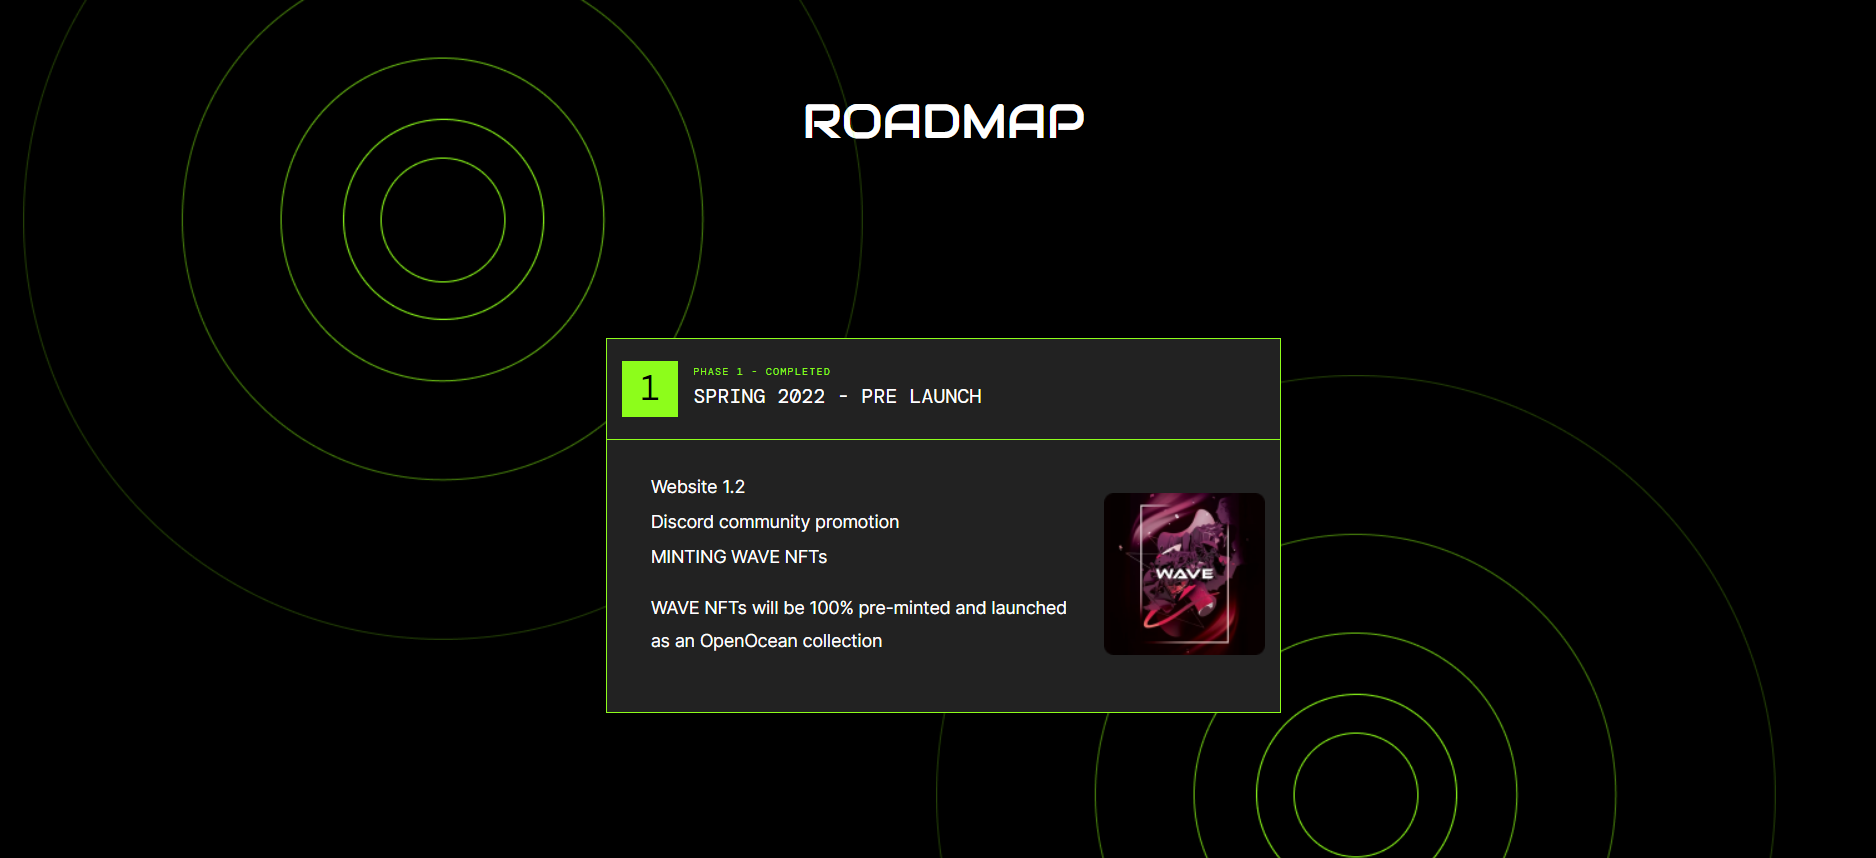 ROADMAP
1
PHASE 1 - COMPLETED
SPRING 2022 - PRE LAUNCH
Website 1.2
Discord community promotion
MINTING WAVE NFTs
WAVE NFTs will be 100% pre-minted and launched
as an OpenOcean collection
WAVE